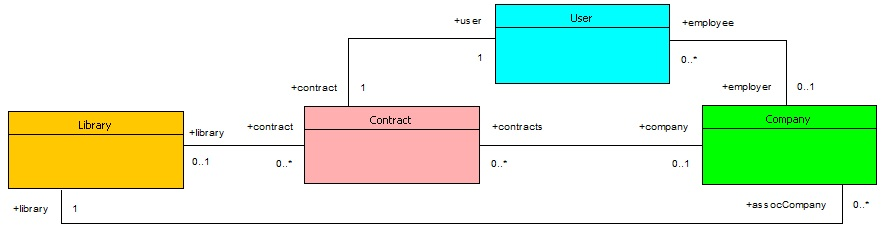 +user
User
+employee
1
0..*
+contract
1
+employer
0..1
Library
+library
+contract
Contract
+contracts
+company
Company
0..1
0..*
0..*
0..1
+library
1
+assocCompany
0..*